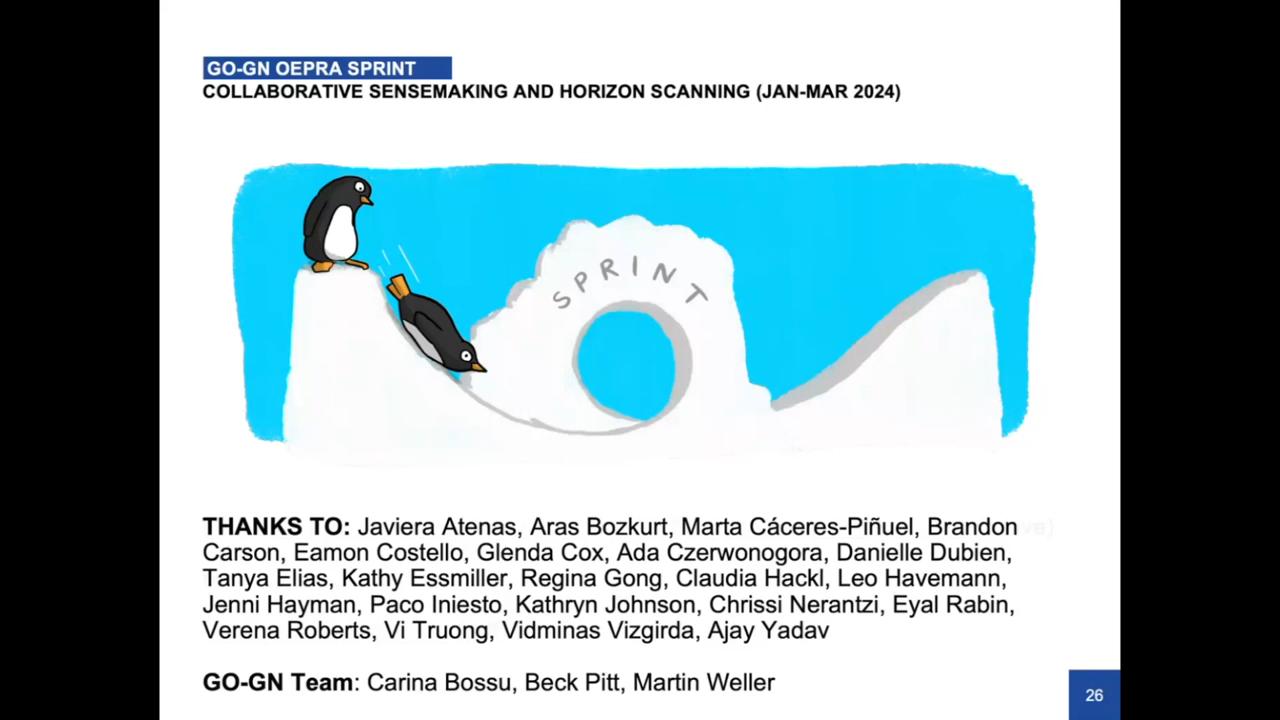 GO-GN OEPRA SPRINT
COLLABORATIVE SENSEMAKING AND HORIZON SCANNING (JAN-MAR 2024)
SPRINT
THANKS TO: Javiera Atenas, Aras Bozkurt, Marta Cáceres-Piñuel, Brandon
Carson, Eamon Costello, Glenda Cox, Ada Czerwonogora, Danielle Dubien,
Tanya Elias, Kathy Essmiller, Regina Gong, Claudia Hackl, Leo Havemann,
Jenni Hayman, Paco Iniesto, Kathryn Johnson, Chrissi Nerantzi, Eyal Rabin,
Verena Roberts, Vi Truong, Vidminas Vizgirda, Ajay Yadav
GO-GN Team: Carina Bossu, Beck Pitt, Martin Weller
26